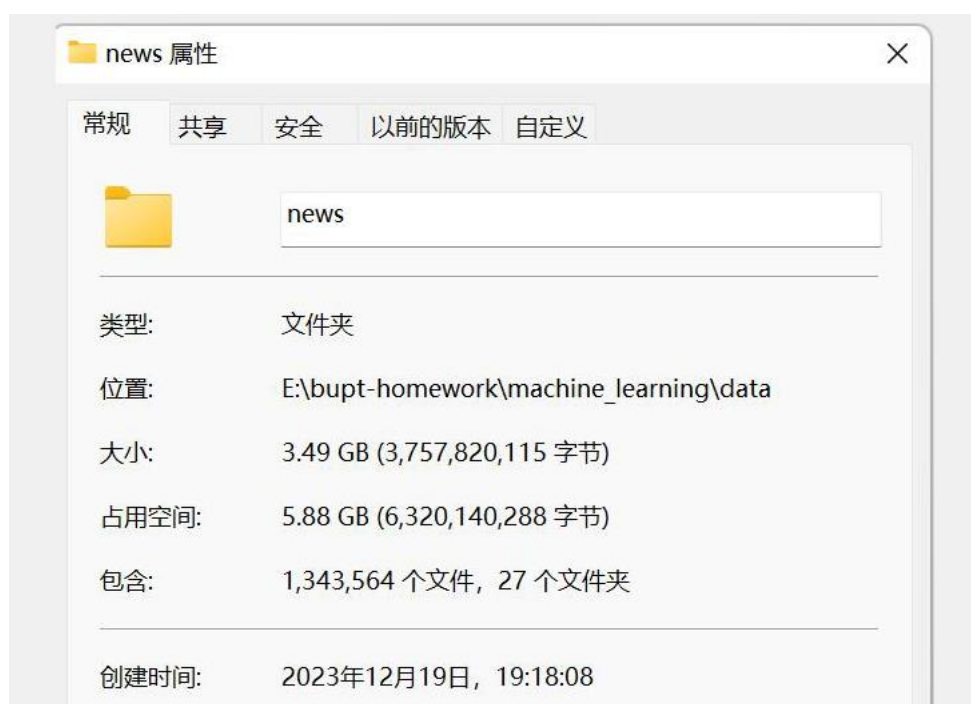 news 属性
常规 共享 安全 以前的版本 自定义
news
类型: 文件夹
位置: E:\bupt-homework\machine_learning\data
大小: 3.49 GB (3,757,820,115 字节)
占用空间: 5.88 GB (6,320,140,288 字节)
包含: 1,343,564 个文件，27 个文件夹
创建时间: 2023年12月19日，19:18:08